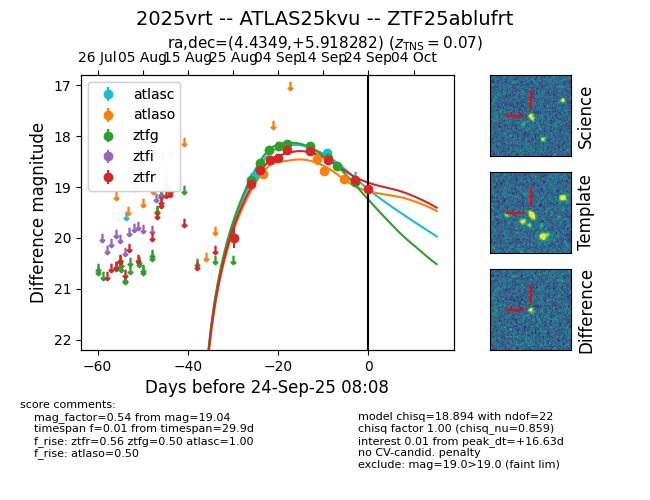 2025vrt -- ATLAS25kvu -- ZTF25ablufrt
ra,dec=(4.4349,+5.918282) (z_TNS = 0.07)
26 Jul 05 Aug 15 Aug 25 Aug 04 Sep 14 Sep 24 Sep 04 Oct
17
18
19
20
21
22
Difference magnitude
atlasc
atlaso
ztfg
ztfi
ztfr
−60 −40 −20 0
Days before 24-Sep-25 08:08
Science
Template
Difference
score comments:
mag_factor=0.54 from mag=19.04
timespan f=0.01 from timespan=29.9d
f_rise: ztfr=0.56 ztfg=0.50 atlasc=1.00
f_rise: atlaso=0.50
model chisq=18.894 with ndof=22
chisq factor 1.00 (chisq_nu=0.859)
interest 0.01 from peak_dt=+16.63d
no CV-candid. penalty
exclude: mag=19.0>19.0 (faint lim)